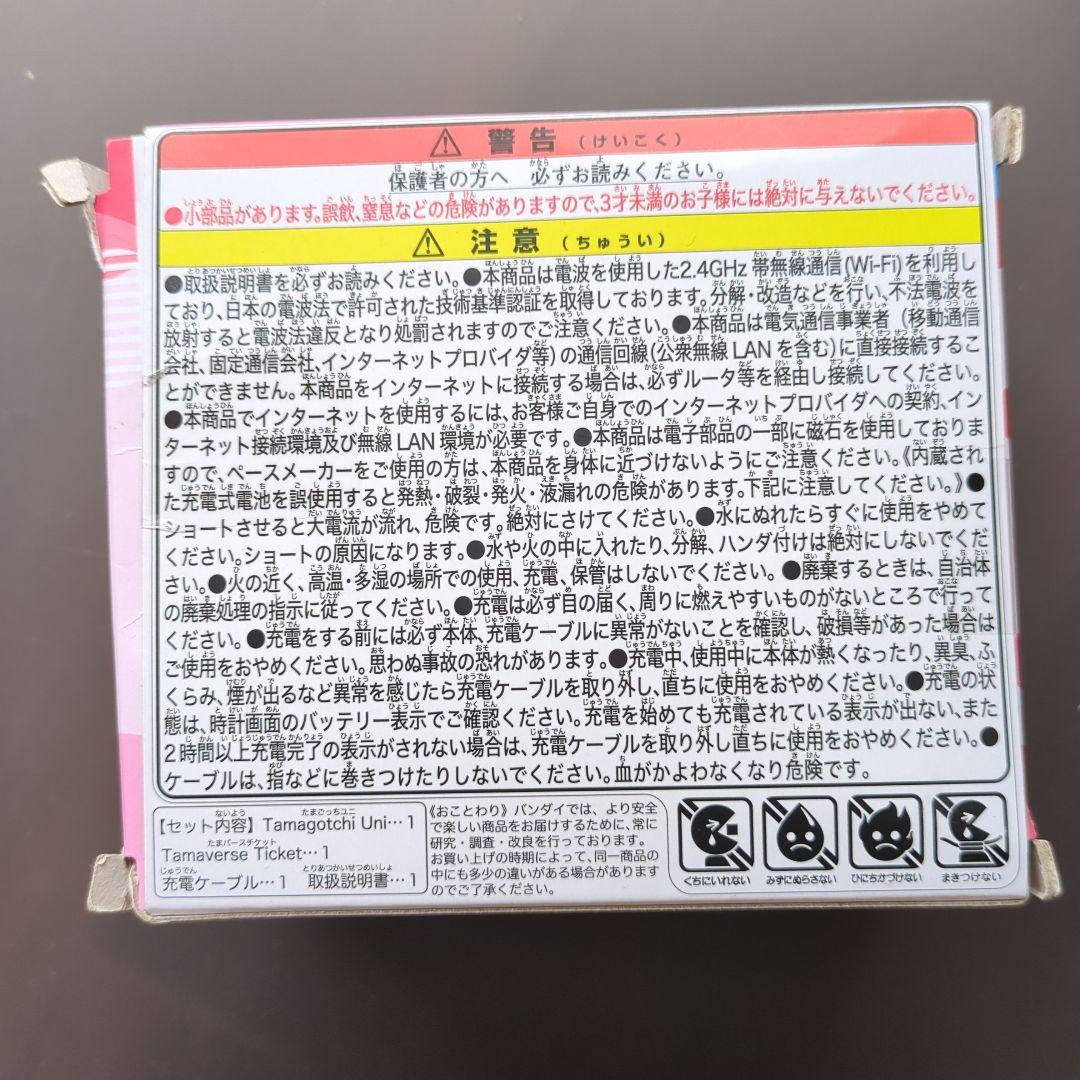 ⚠ 警告 (けいこく)
保護者の方へ 必ずお読みください。
●小部品があります。誤飲、窒息などの危険がありますので、3才未満のお子様には絶対に与えないでください。
⚠ 注意 (ちゅうい)
●取扱説明書を必ずお読みください。●本商品は電波を使用した2.4GHz 帯無線通信(Wi-Fi)を利用し
ており、日本の電波法で許可された技術基準認証を取得しております。分解・改造などを行い、不法電波を
放射すると電波法違反となり処罰されますのでご注意ください。●本商品は電気通信事業者（移動通信
会社、固定通信会社、インターネットプロバイダ等）の通信回線(公衆無線 LAN を含む)に直接接続するこ
とができません。本商品をインターネットに接続する場合は、必ずルータ等を経由し接続してください。
●本商品でインターネットを使用するには、お客様ご自身でのインターネットプロバイダへの契約、イン
ターネット接続環境及び無線 LAN 環境が必要です。●本商品は電子部品の一部に磁石を使用しておりま
すので、ペースメーカーをご使用の方は、本商品を身体に近づけないようにご注意ください。《内蔵され
た充電式電池を誤使用すると発熱・破裂・発火・液漏れの危険があります。下記に注意してください。》●
ショートさせると大電流が流れ、危険です。絶対にさけてください。●水にぬれたらすぐに使用をやめて
ください。ショートの原因になります。●水や火の中に入れたり、分解、ハンダ付けは絶対にしないでくだ
さい。●火の近く、高温・多湿の場所での使用、充電、保管はしないでください。●廃棄するときは、自治体
の廃棄処理の指示に従ってください。●充電は必ず目の届く、周りに燃えやすいものがないところで行って
ください。●充電をする前には必ず本体、充電ケーブルに異常がないことを確認し、破損等があった場合は
ご使用をおやめください。思わぬ事故の恐れがあります。●充電中、使用中に本体が熱くなったり、異臭、ふ
くらみ、煙が出るなど異常を感じたら充電ケーブルを取り外し、直ちに使用をおやめください。●充電の状
態は、時計画面のバッテリー表示でご確認ください。充電を始めても充電されている表示が出ない、また
2時間以上充電完了の表示がされない場合は、充電ケーブルを取り外し直ちに使用をおやめください。●
ケーブルは、指などに巻きつけたりしないでください。血がかよわなくなり危険です。
【セット内容】Tamagotchi Uni…1
Tamaverse Ticket…1
充電ケーブル…1 取扱説明書…1
《おことわり》バンダイでは、より安全
で楽しい商品をお届けするために、常に
研究・調査・改良を行っております。
お買い上げの時期によって、同一商品の
中にも多少の違いがある場合があります
のでご了承ください。
くちにいれない
みずにぬらさない
ひにちかづけない
まきつけない